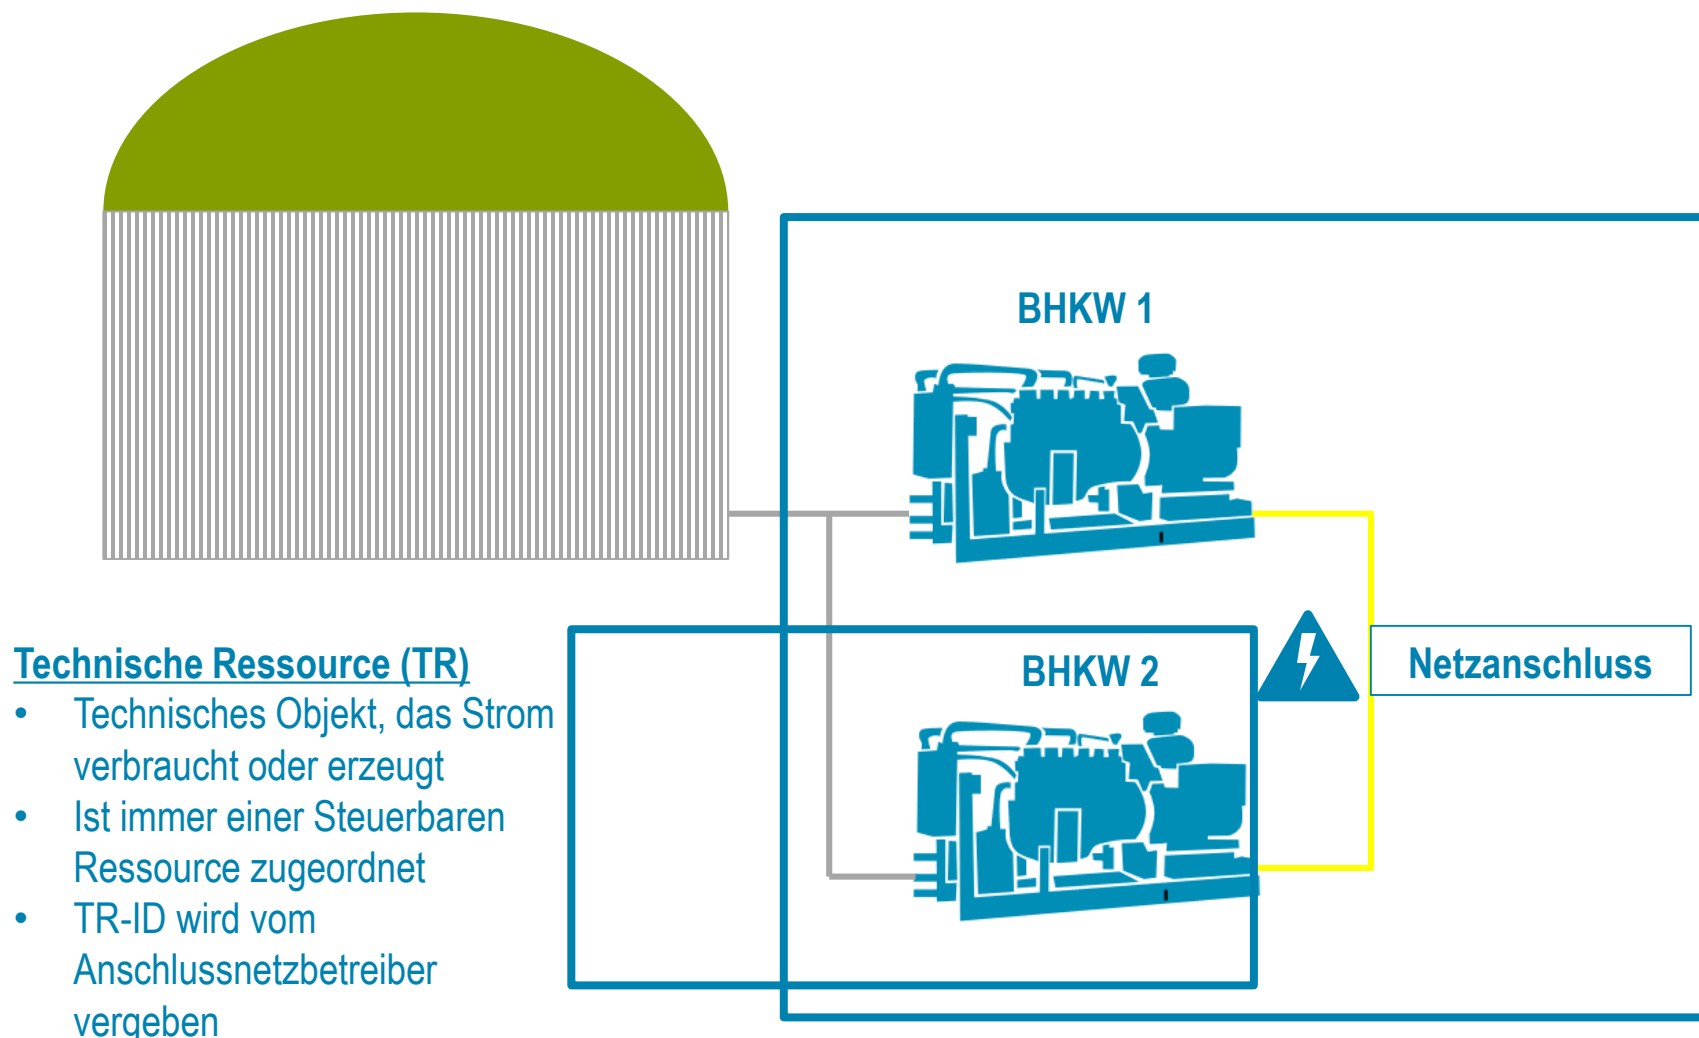 BHKW 1
Technische Ressource (TR)
• Technisches Objekt, das Strom
verbraucht oder erzeugt
• Ist immer einer Steuerbaren
Ressource zugeordnet
• TR-ID wird vom
Anschlussnetzbetreiber
vergeben
BHKW 2
Netzanschluss